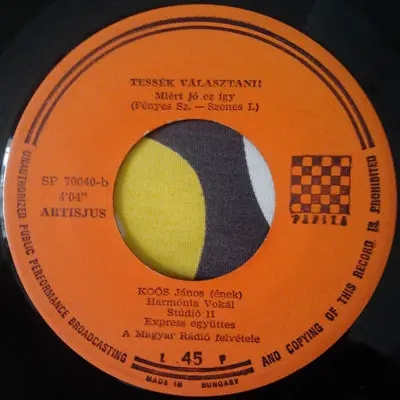 TESSÉK VÁLASZTANI!
Miért jó ez így
(Fényes Sz. — Szenes I.)
SP 70040-b
4'04"
ARTISJUS
PEPITA
KOÓS János (ének)
Harmónia Vokál
Stúdió 11
Express együttes
A Magyar Rádió felvétele
L 45 P
MADE IN HUNGARY
UNAUTHORIZED PUBLIC PERFORMANCE BROADCASTING AND COPYING OF THIS RECORD IS PROHIBITED